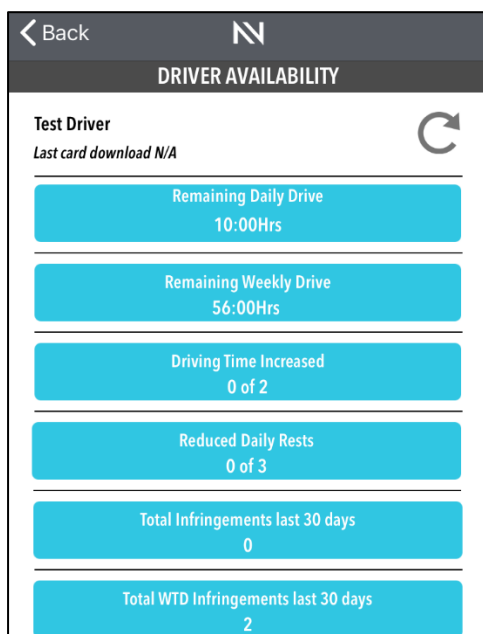 Back
DRIVER AVAILABILITY
Test Driver
Last card download N/A
Remaining Daily Drive
10:00Hrs
Remaining Weekly Drive
56:00Hrs
Driving Time Increased
0 of 2
Reduced Daily Rests
0 of 3
Total Infringements last 30 days
0
Total WTD Infringements last 30 days
2